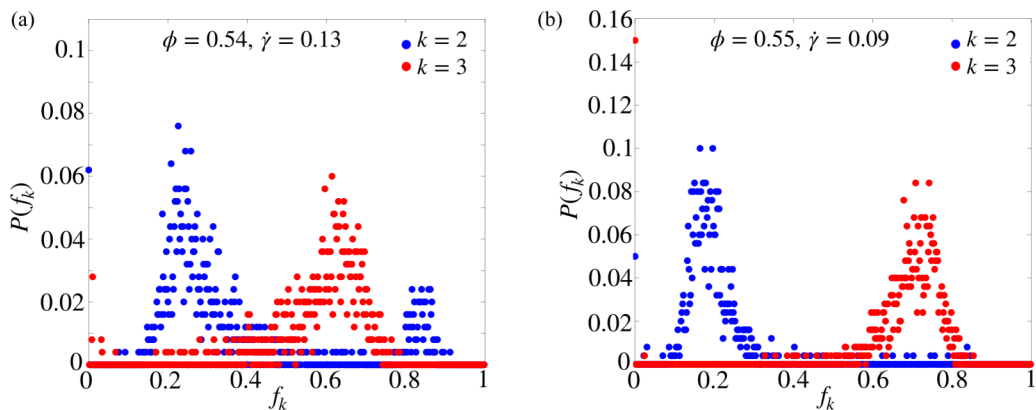 (a)
ϕ = 0.54, γ̇ = 0.13
k = 2
k = 3
P(f_k)
0.1
0.08
0.06
0.04
0.02
0
0 0.2 0.4 0.6 0.8 1
f_k
(b)
ϕ = 0.55, γ̇ = 0.09
k = 2
k = 3
P(f_k)
0.16
0.14
0.12
0.1
0.08
0.06
0.04
0.02
0
0 0.2 0.4 0.6 0.8 1
f_k